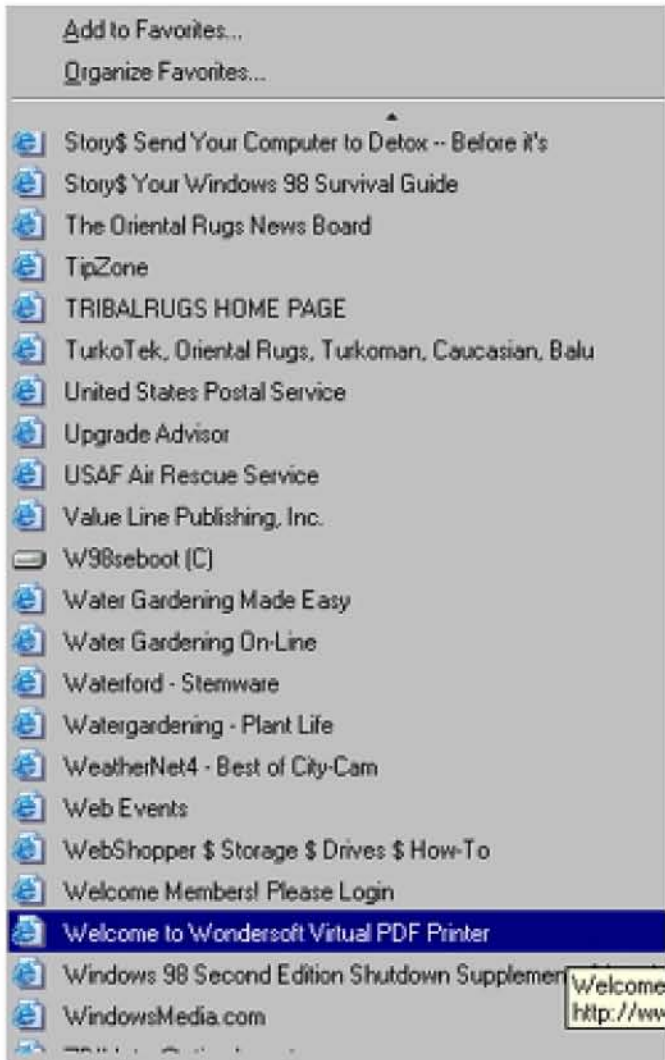 Add to Favorites...
Organize Favorites...
Story$ Send Your Computer to Detox -- Before it's
Story$ Your Windows 98 Survival Guide
The Oriental Rugs News Board
TipZone
TRIBALRUGS HOME PAGE
TurkoTek, Oriental Rugs, Turkoman, Caucasian, Balu
United States Postal Service
Upgrade Advisor
USAF Air Rescue Service
Value Line Publishing, Inc.
W98seboot (C)
Water Gardening Made Easy
Water Gardening On-Line
Waterford - Stemware
Watergardening - Plant Life
WeatherNet4 - Best of City-Cam
Web Events
WebShopper $ Storage $ Drives $ How-To
Welcome Members! Please Login
Welcome to Wondersoft Virtual PDF Printer
Windows 98 Second Edition Shutdown
Welcome
http://ww
WindowsMedia.com